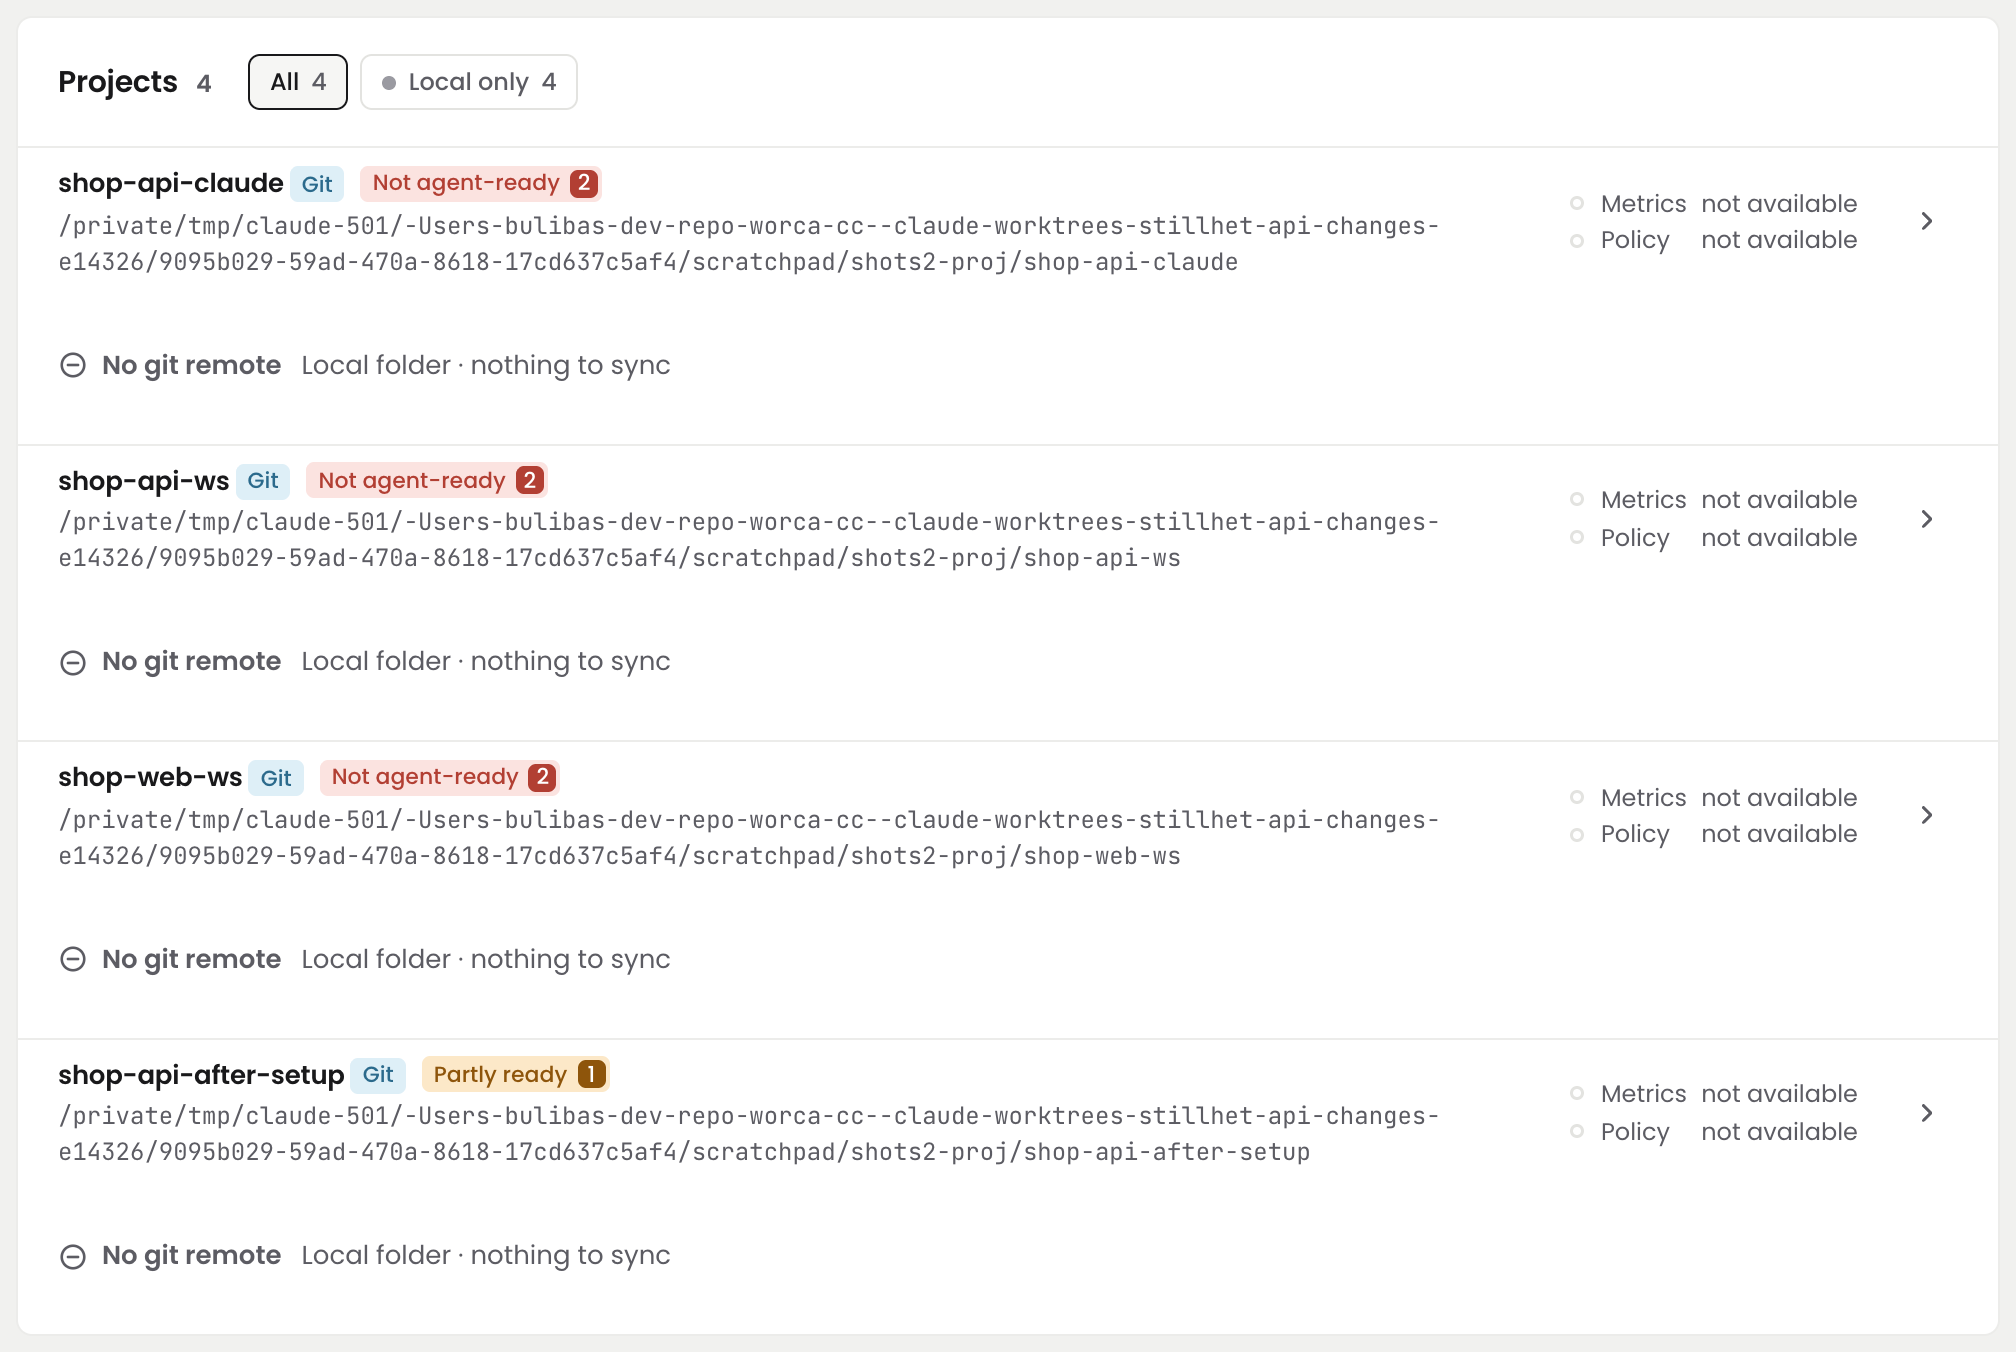 Projects 4 All 4 Local only 4
shop-api-claude Git Not agent-ready 2
/private/tmp/claude-501/-Users-bulibas-dev-repo-worca-cc--claude-worktrees-stillhet-api-changes-
e14326/9095b029-59ad-470a-8618-17cd637c5af4/scratchpad/shots2-proj/shop-api-claude
Metrics not available
Policy not available
No git remote Local folder · nothing to sync
shop-api-ws Git Not agent-ready 2
/private/tmp/claude-501/-Users-bulibas-dev-repo-worca-cc--claude-worktrees-stillhet-api-changes-
e14326/9095b029-59ad-470a-8618-17cd637c5af4/scratchpad/shots2-proj/shop-api-ws
Metrics not available
Policy not available
No git remote Local folder · nothing to sync
shop-web-ws Git Not agent-ready 2
/private/tmp/claude-501/-Users-bulibas-dev-repo-worca-cc--claude-worktrees-stillhet-api-changes-
e14326/9095b029-59ad-470a-8618-17cd637c5af4/scratchpad/shots2-proj/shop-web-ws
Metrics not available
Policy not available
No git remote Local folder · nothing to sync
shop-api-after-setup Git Partly ready 1
/private/tmp/claude-501/-Users-bulibas-dev-repo-worca-cc--claude-worktrees-stillhet-api-changes-
e14326/9095b029-59ad-470a-8618-17cd637c5af4/scratchpad/shots2-proj/shop-api-after-setup
Metrics not available
Policy not available
No git remote Local folder · nothing to sync